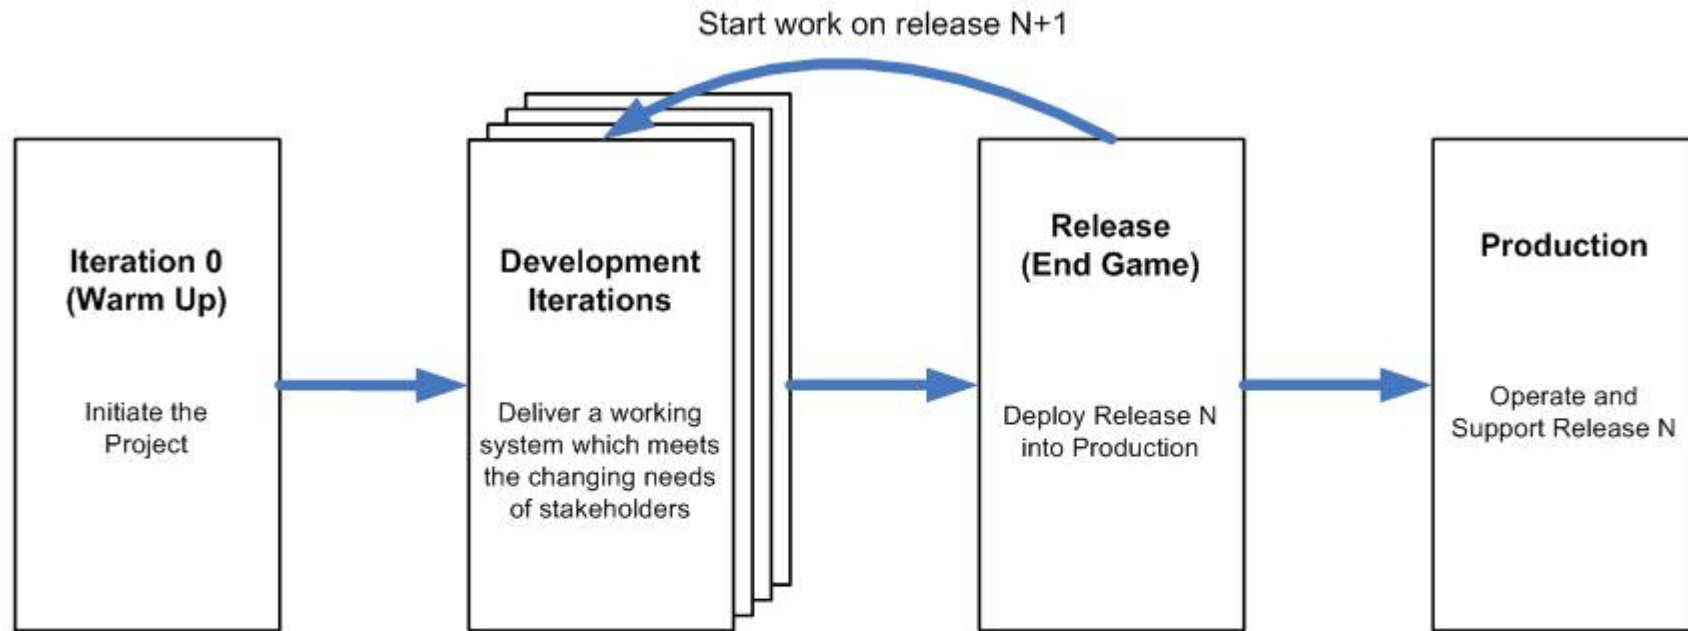 Start work on release N+1
Iteration 0
(Warm Up)
Initiate the
Project
Development
Iterations
Deliver a working
system which meets
the changing needs
of stakeholders
Release
(End Game)
Deploy Release N
into Production
Production
Operate and
Support Release N